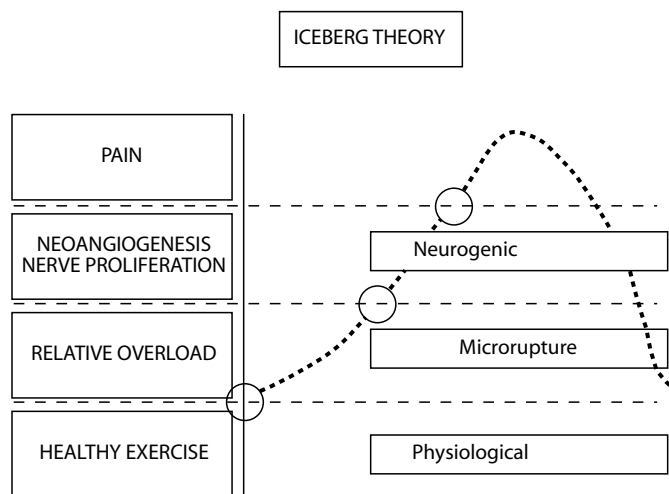 ICEBERG THEORY
PAIN
NEOANGIOGENESIS
NERVE PROLIFERATION
Neurogenic
RELATIVE OVERLOAD
Microrupture
HEALTHY EXERCISE
Physiological